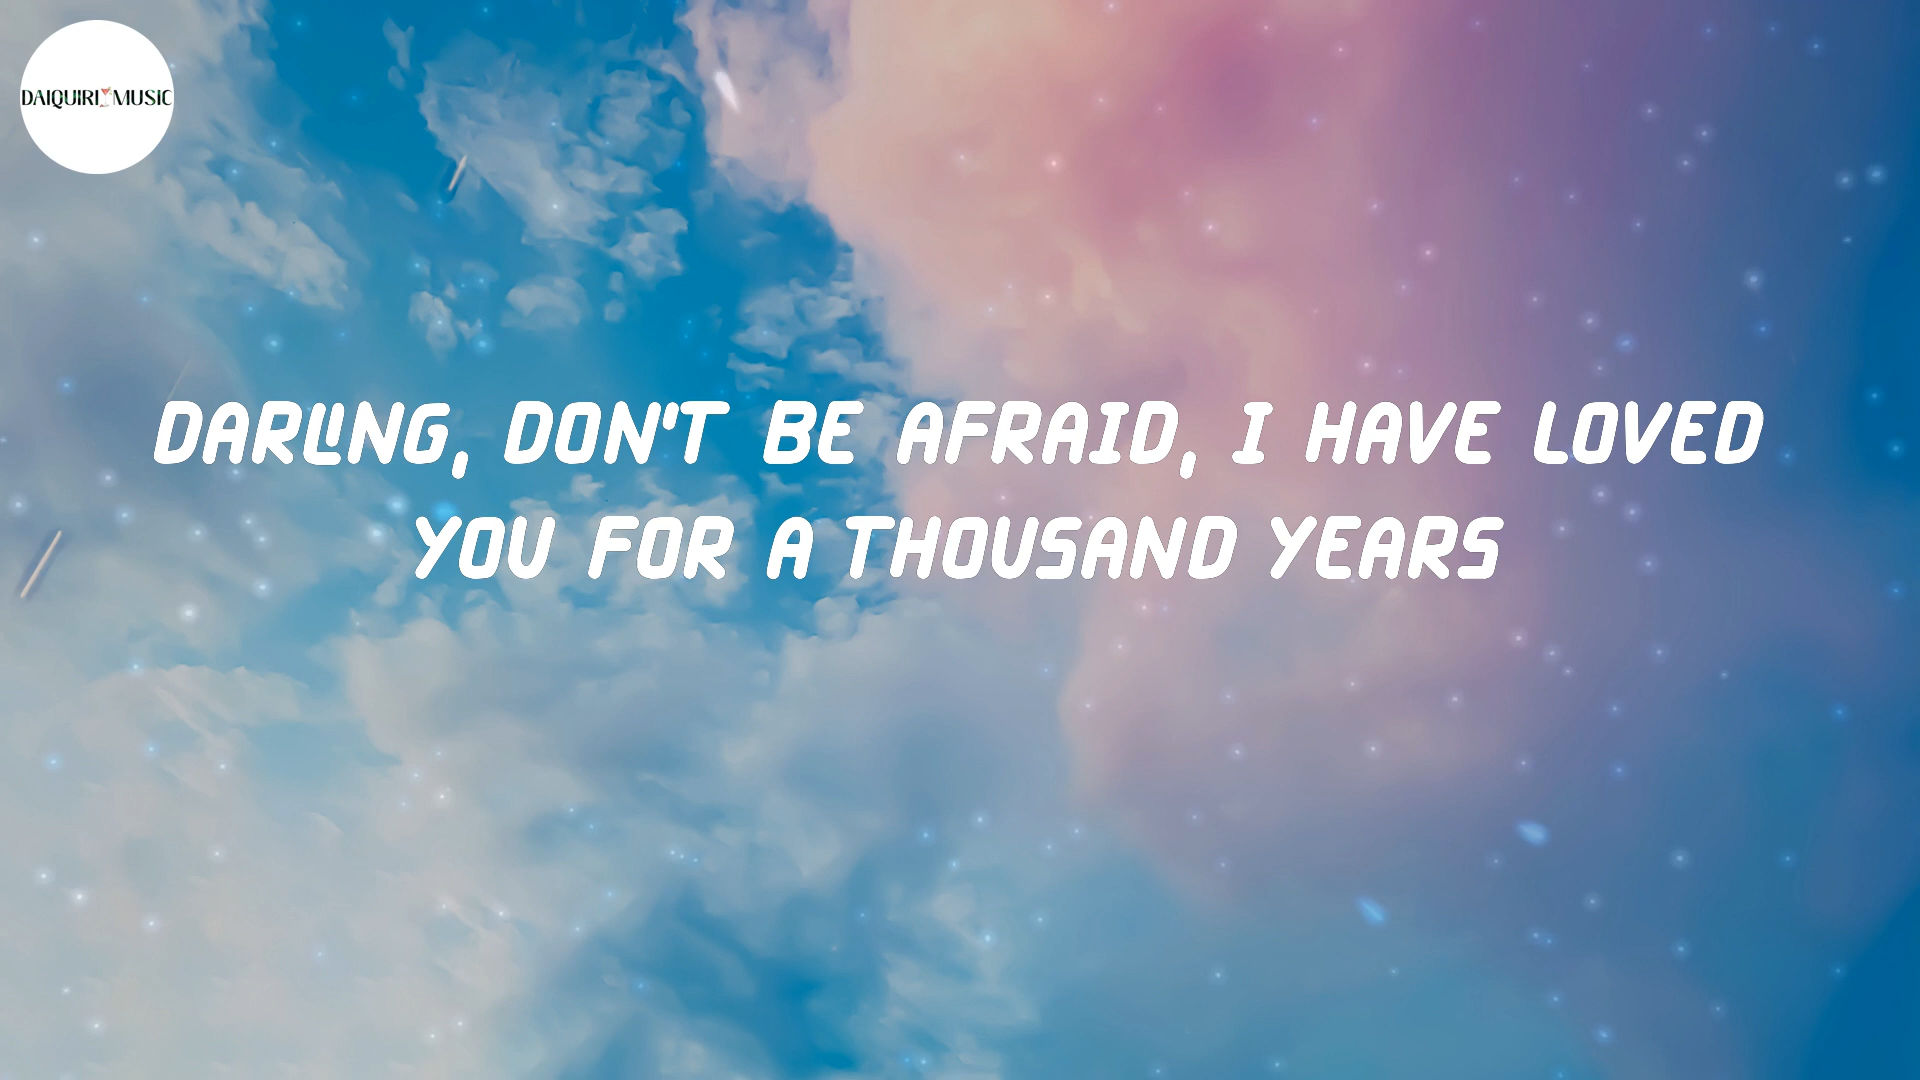 DAIQUIRI MUSIC
DARLING, DON'T BE AFRAID, I HAVE LOVED
YOU FOR A THOUSAND YEARS